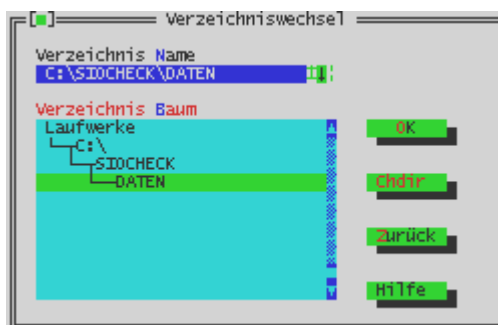 Verzeichniswechsel
Verzeichnis Name
C:\SIOCHECK\DATEN
Verzeichnis Baum
Laufwerke
C:\
SIOCHECK
DATEN
OK
Chdir
Zurück
Hilfe